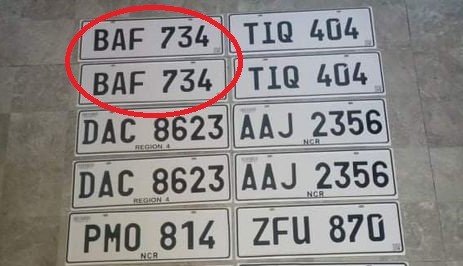 BAF 734
TIQ 404
BAF 734
TIQ 404
DAC 8623
REGION 4
AAJ 2356
NCR
DAC 8623
REGION 4
AAJ 2356
NCR
PMO 814
NCR
ZFU 870